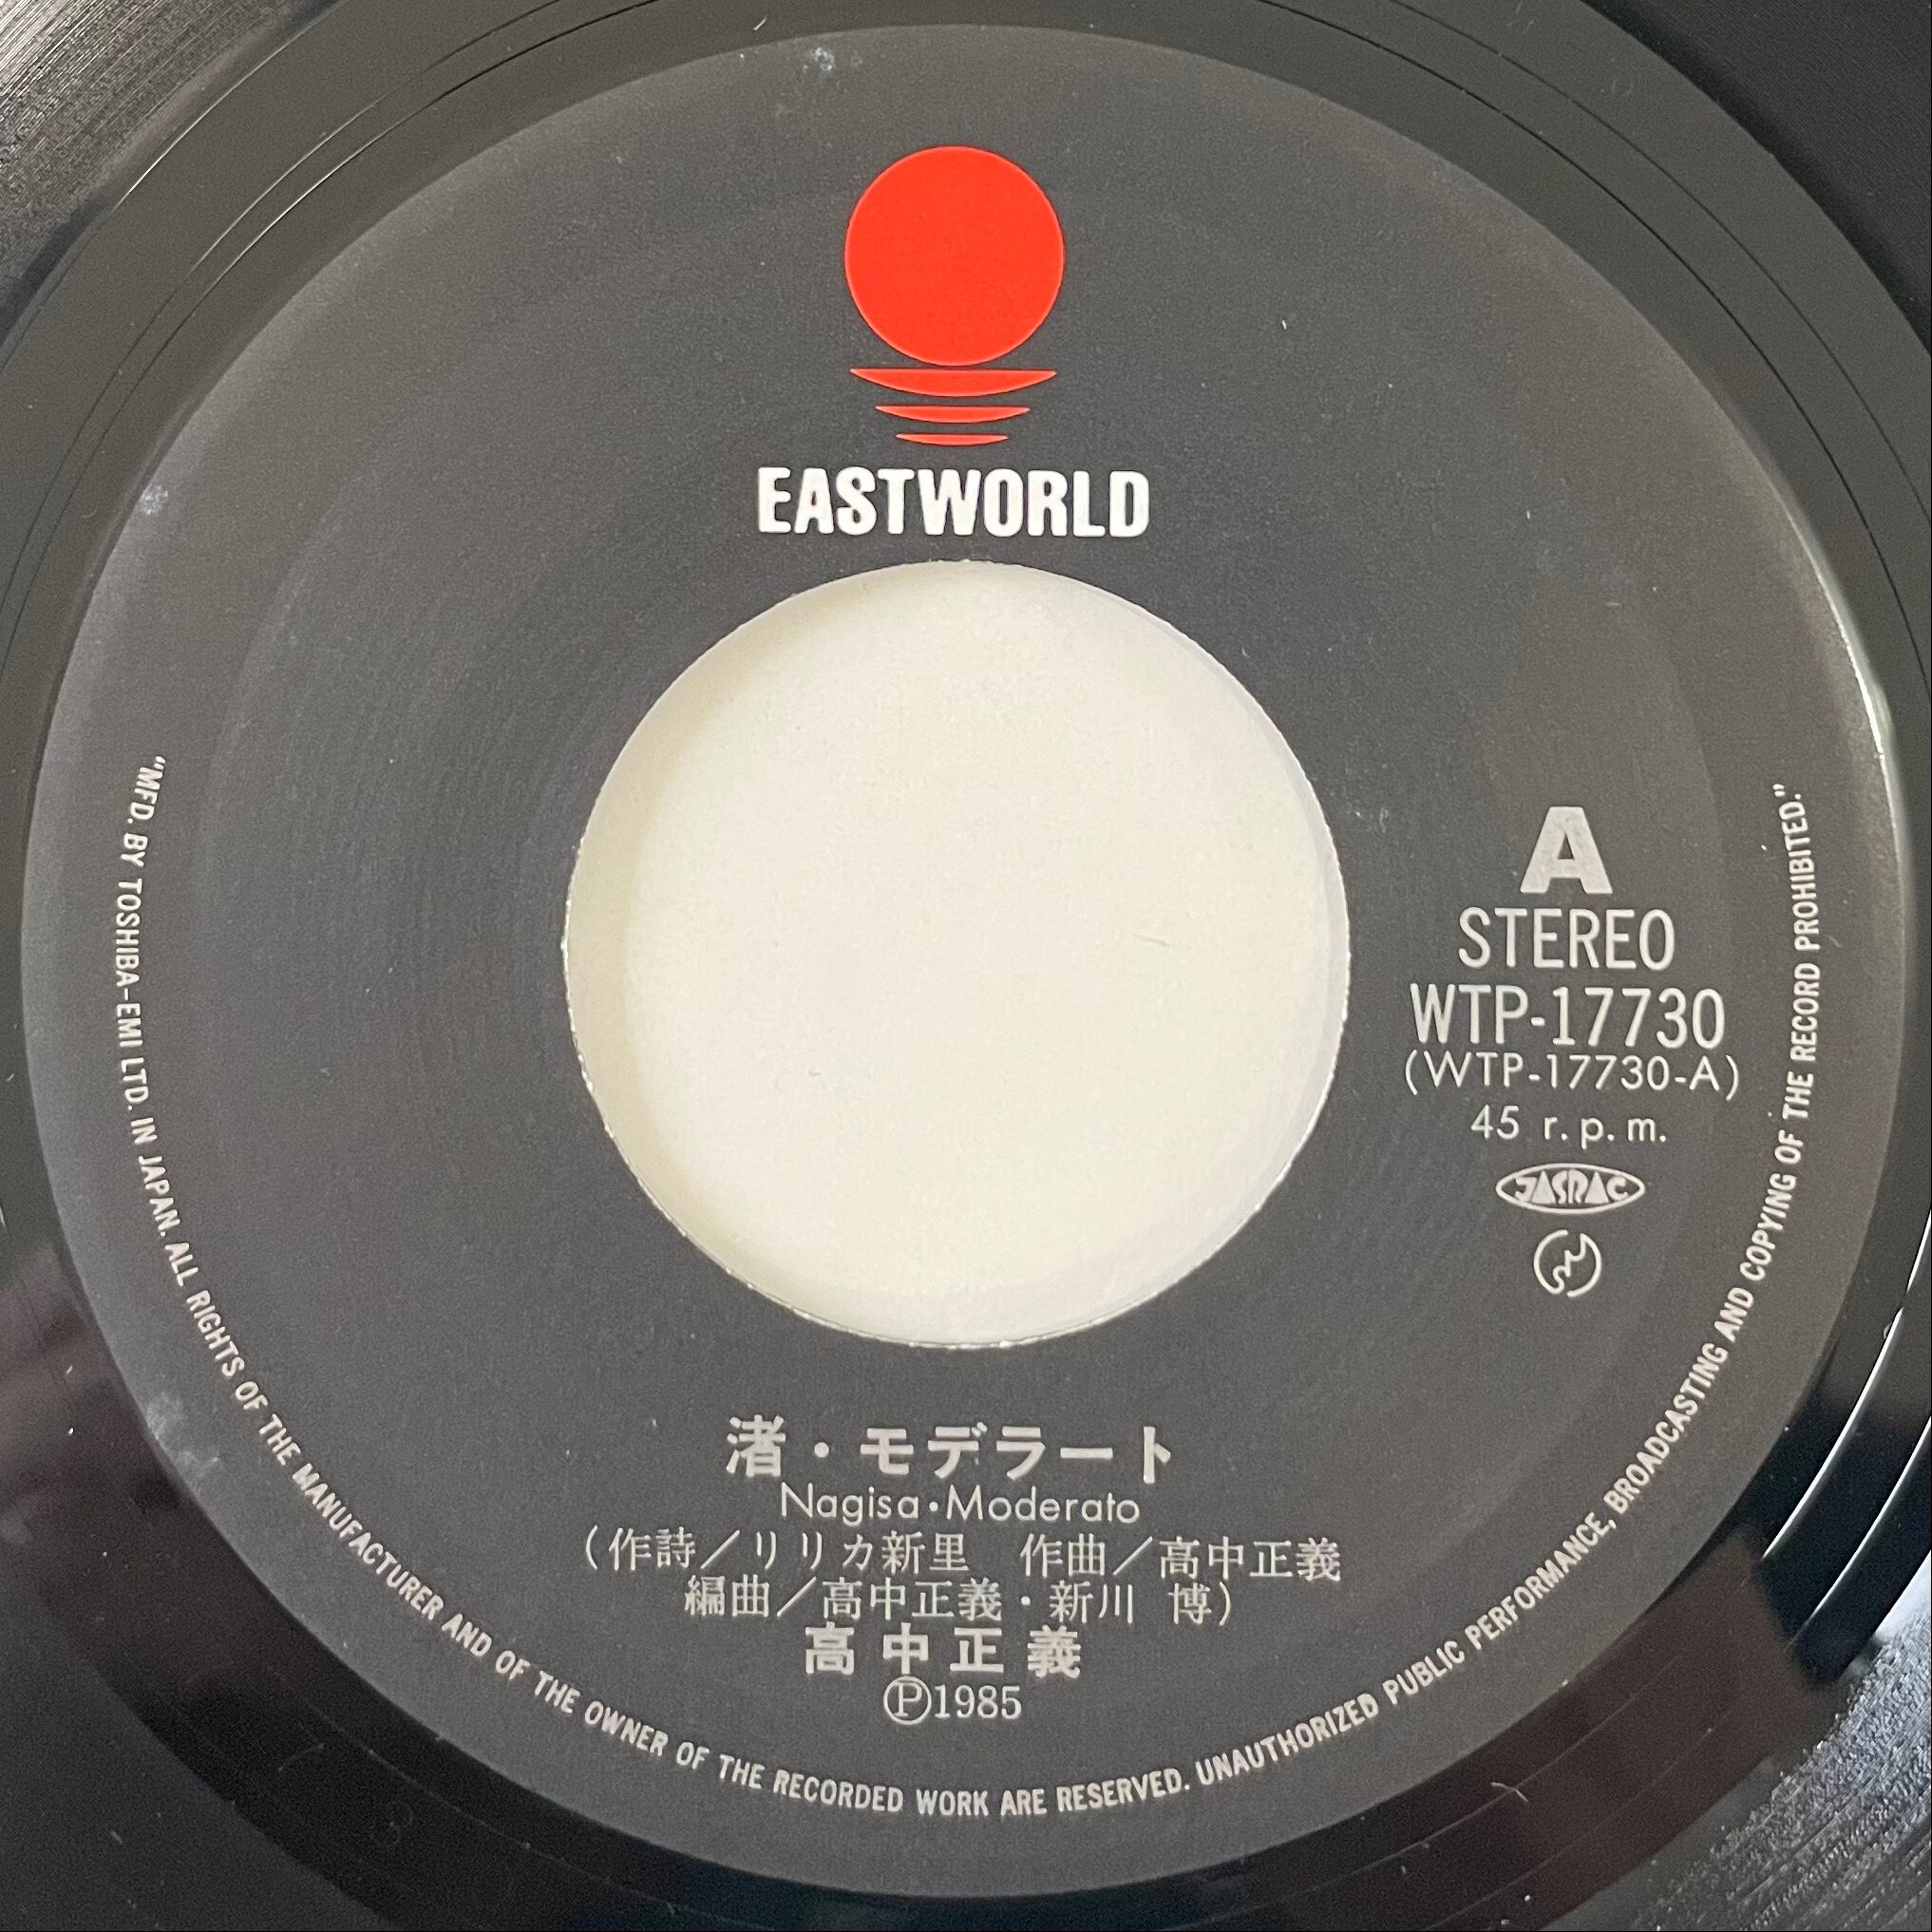 EASTWORLD
A
STEREO
WTP-17730
(WTP-17730-A)
45 r.p.m.
JASRAC
渚・モデラート
Nagisa・Moderato
(作詩/リリカ新里 作曲/高中正義
編曲/高中正義・新川 博)
高中正義
Ⓟ1985
"MFD. BY TOSHIBA-EMI LTD. IN JAPAN. ALL RIGHTS OF THE MANUFACTURER AND OF THE OWNER OF THE RECORDED WORK ARE RESERVED. UNAUTHORIZED PUBLIC PERFORMANCE, BROADCASTING AND COPYING OF THE RECORD PROHIBITED."